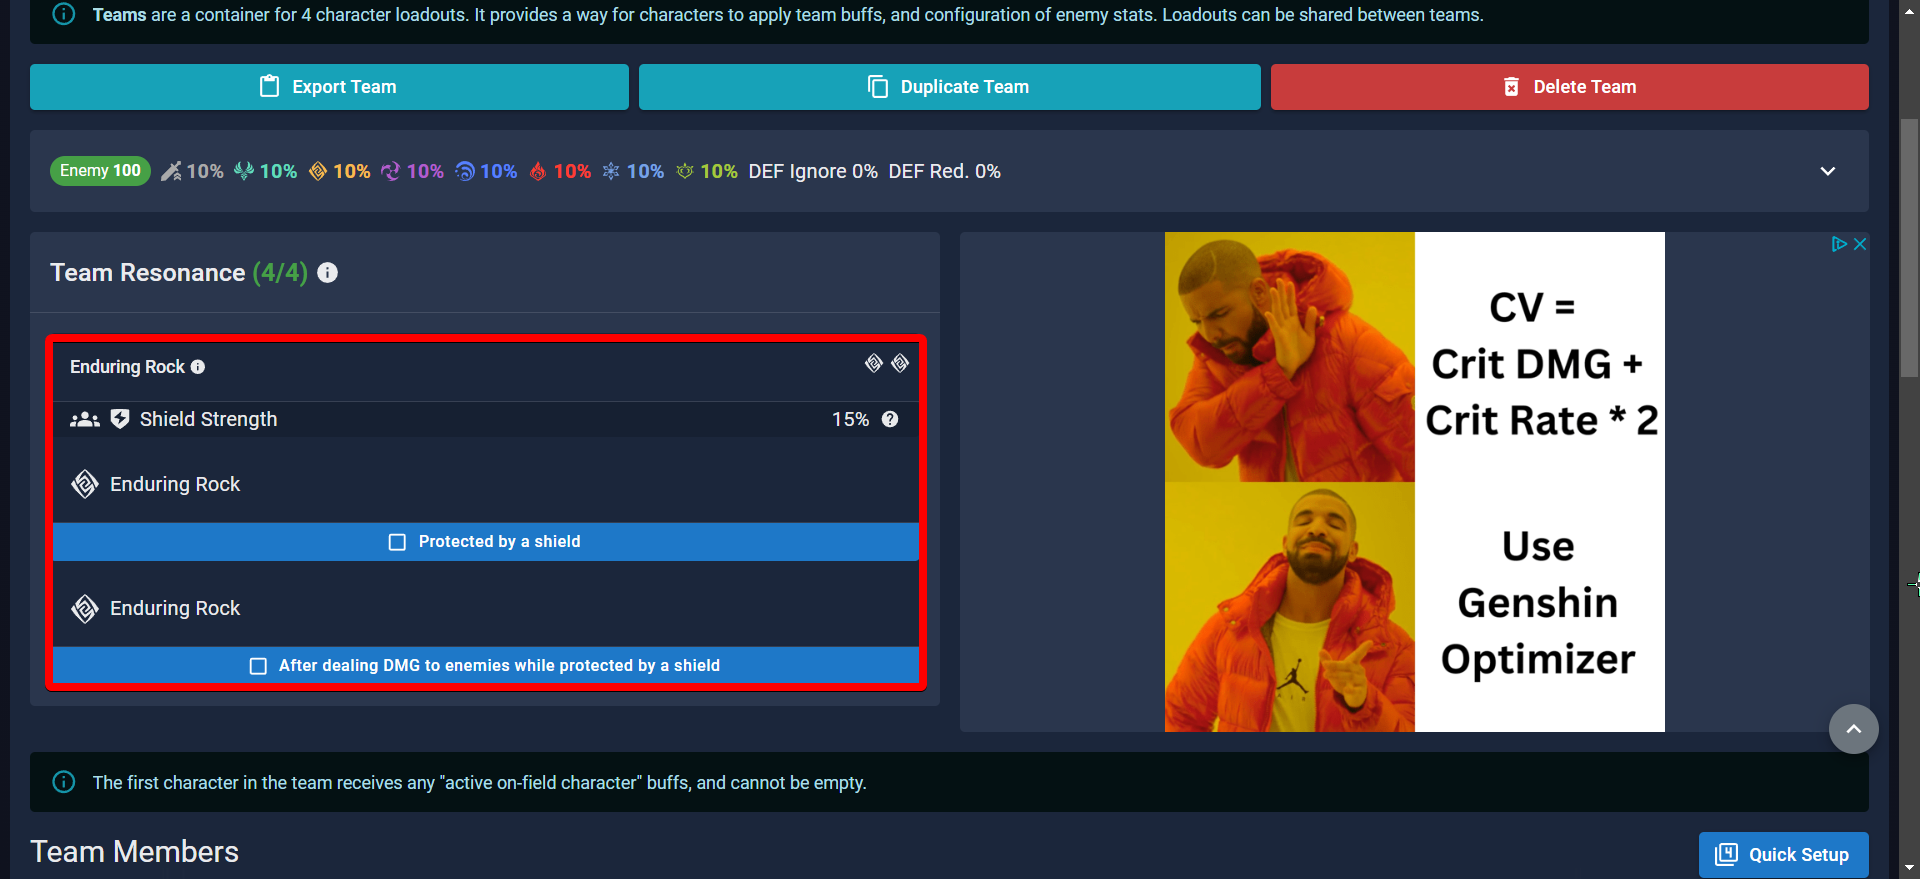 Teams are a container for 4 character loadouts. It provides a way for characters to apply team buffs, and configuration of enemy stats. Loadouts can be shared between teams.
Export Team
Duplicate Team
Delete Team
Enemy 100 10% 10% 10% 10% 10% 10% 10% 10% DEF Ignore 0% DEF Red. 0%
Team Resonance (4/4)
Enduring Rock
Shield Strength 15%
Enduring Rock
Protected by a shield
Enduring Rock
After dealing DMG to enemies while protected by a shield
CV =
Crit DMG +
Crit Rate * 2
Use
Genshin
Optimizer
The first character in the team receives any "active on-field character" buffs, and cannot be empty.
Team Members
Quick Setup